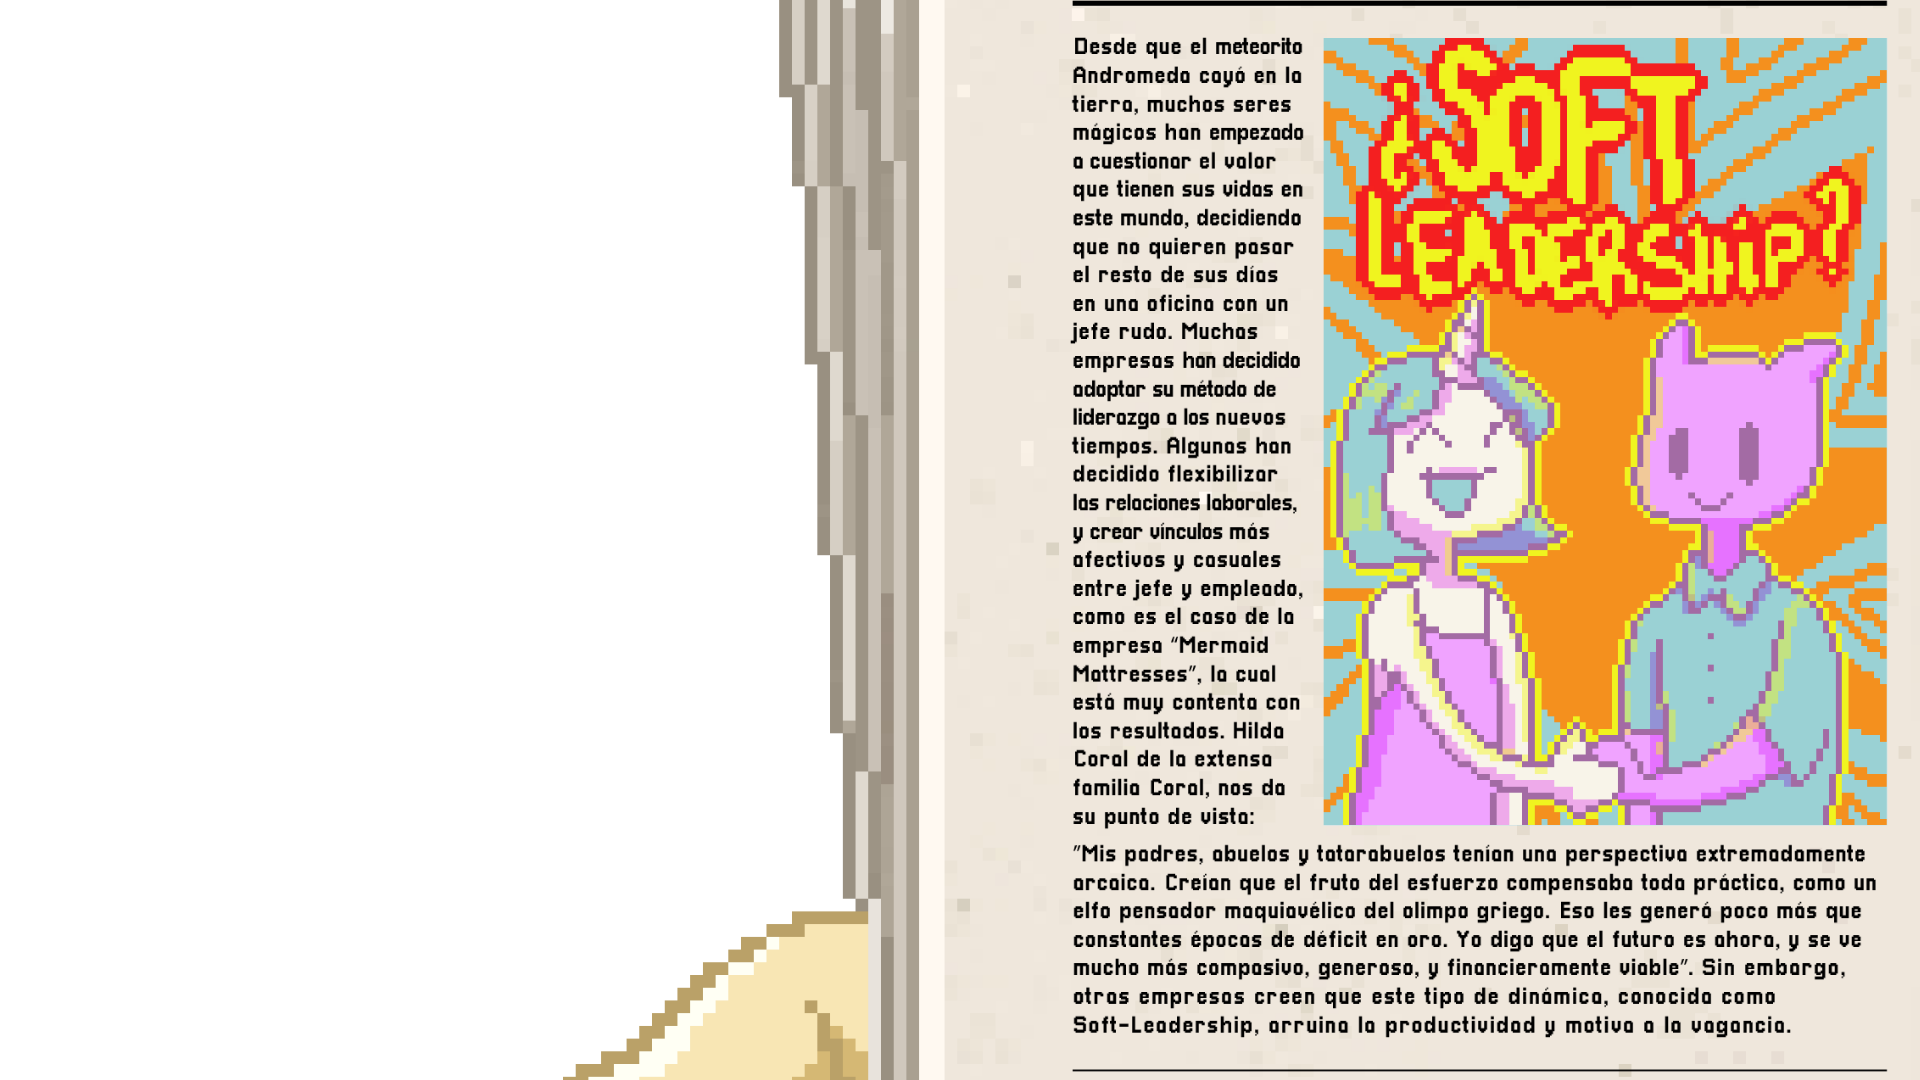 Desde que el meteorito
Andromeda cayó en la
tierra, muchos seres
mágicos han empezado
a cuestionar el valor
que tienen sus vidas en
este mundo, decidiendo
que no quieren pasar
el resto de sus días
en una oficina con un
jefe rudo. Muchas
empresas han decidido
adoptar su método de
liderazgo a los nuevos
tiempos. Algunas han
decidido flexibilizar
las relaciones laborales,
y crear vínculos más
afectivos y casuales
entre jefe y empleado,
como es el caso de la
empresa "Mermaid
Mattresses", la cual
está muy contenta con
los resultados. Hilda
Coral de la extensa
familia Coral, nos da
su punto de vista:
¿SOFT
LEADERSHIP?
"Mis padres, abuelos y tatarabuelos tenían una perspectiva extremadamente
arcaica. Creían que el fruto del esfuerzo compensaba toda práctica, como un
elfo pensador maquiavélico del olimpo griego. Eso les generó poco más que
constantes épocas de déficit en oro. Yo digo que el futuro es ahora, y se ve
mucho más compasivo, generoso, y financieramente viable". Sin embargo,
otras empresas creen que este tipo de dinámica, conocida como
Soft-Leadership, arruina la productividad y motiva a la vagancia.